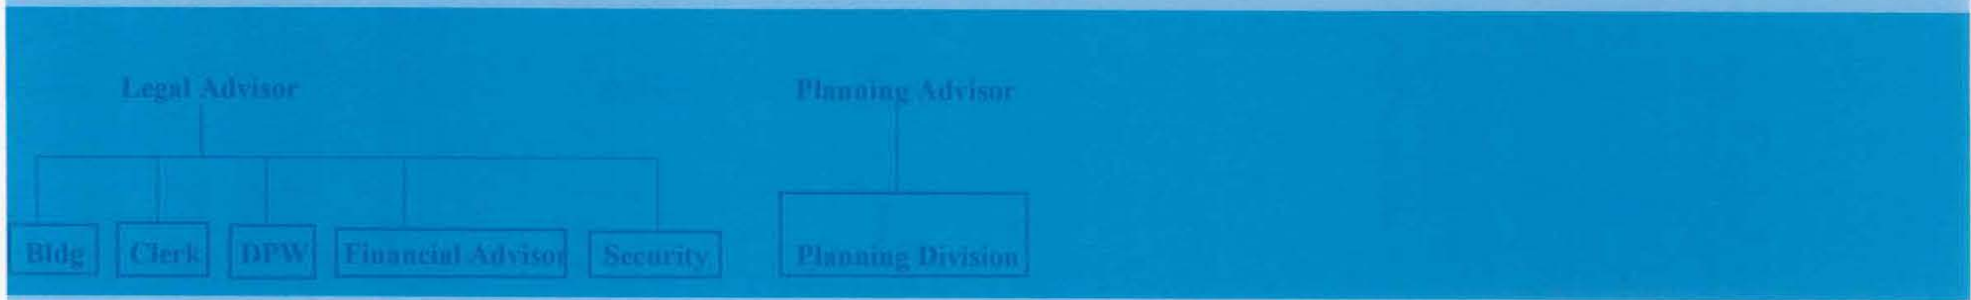 Legal Advisor Planning Advisor
Bldg Clerk DPW Financial Advisor Security Planning Division